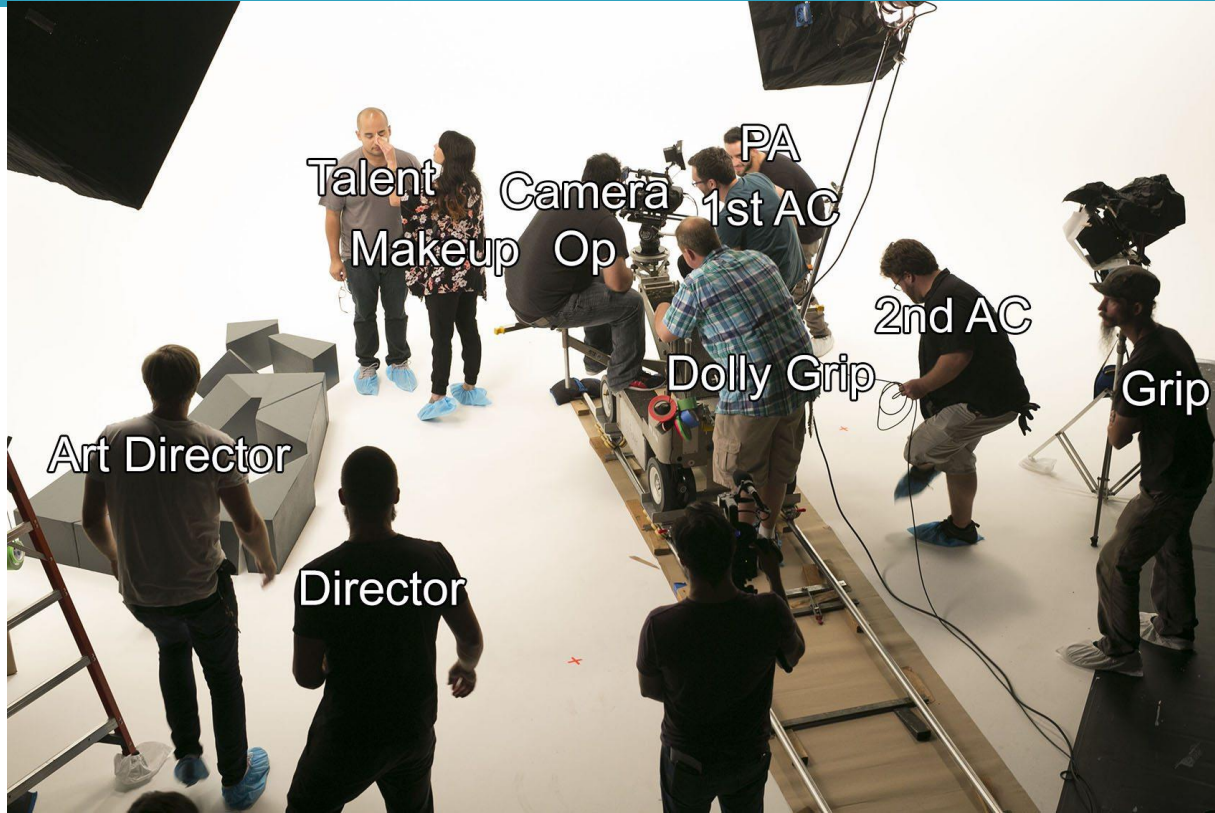 PA
Talent
Camera
Op
1st AC
Makeup
2nd AC
Dolly Grip
Grip
Art Director
Director